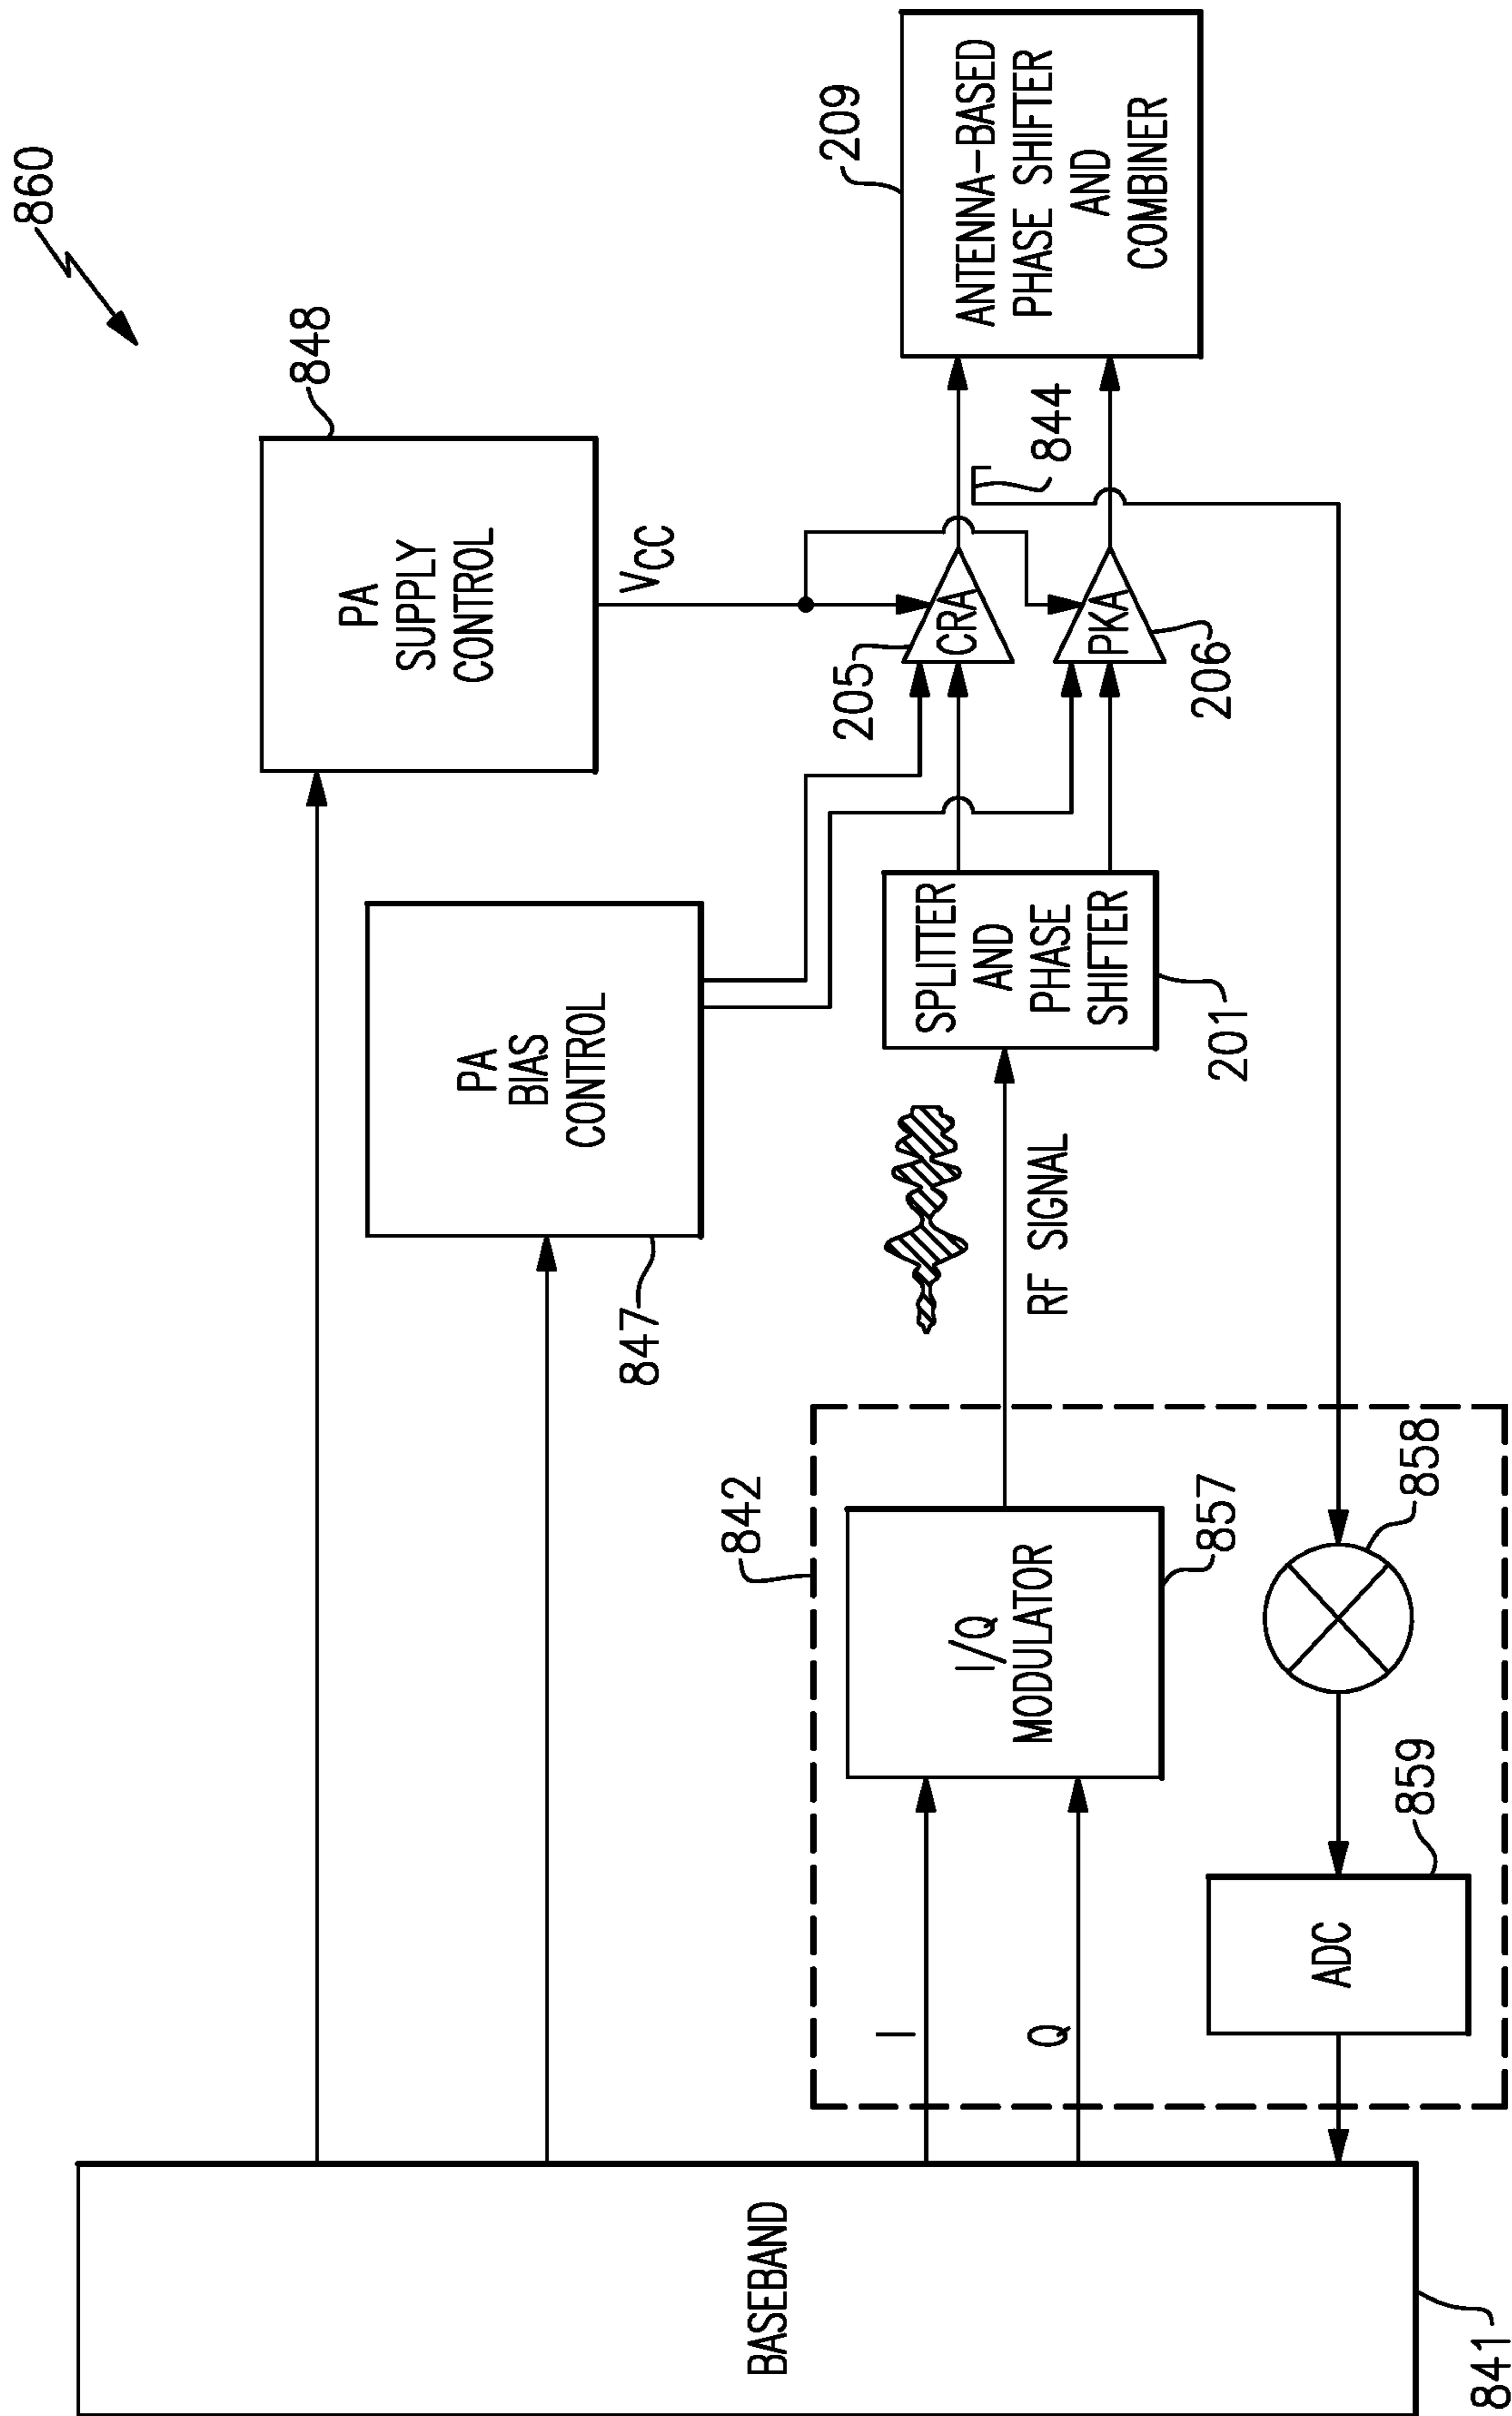 860
848
PA
SUPPLY
CONTROL
VCC
PA
BIAS
CONTROL
847
209
ANTENNA-BASED
PHASE SHIFTER
AND
COMBINER
844
205
CRA
PKA
206
SPLITTER
AND
PHASE
SHIFTER
201
RF SIGNAL
842
I/Q
MODULATOR
857
858
859
ADC
I
Q
BASEBAND
841